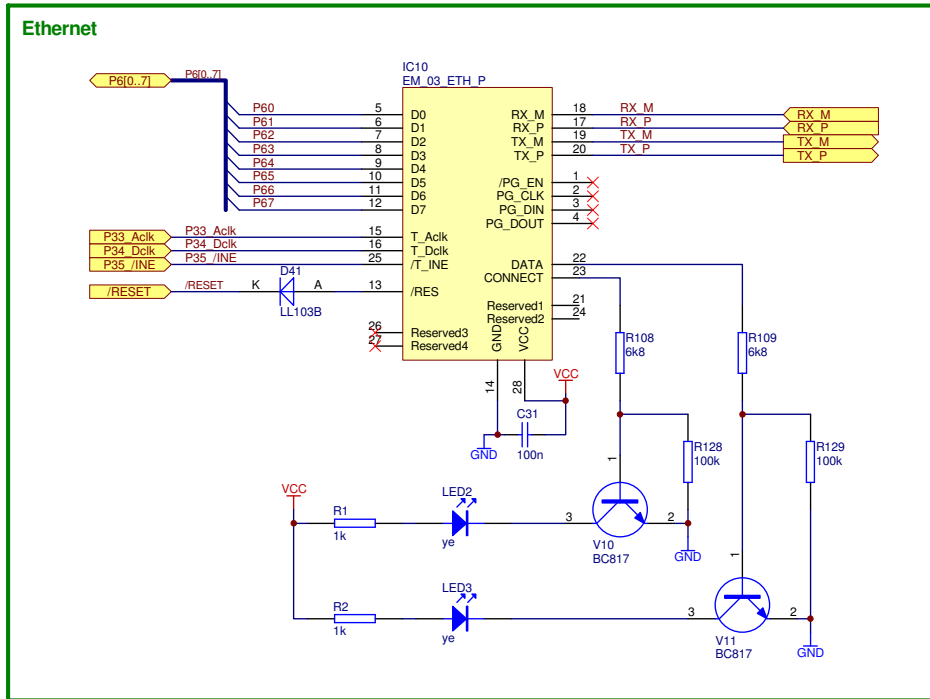 Ethernet
P6[0..7]
P6[0..7]
IC10
EM_03_ETH_P
P60 5 D0
P61 6 D1
P62 7 D2
P63 8 D3
P64 9 D4
P65 10 D5
P66 11 D6
P67 12 D7
RX_M 18 RX_M RX_M
RX_P 17 RX_P RX_P
TX_M 19 TX_M TX_M
TX_P 20 TX_P TX_P
/PG_EN 1
PG_CLK 2
PG_DIN 3
PG_DOUT 4
P33_Aclk P33_Aclk 15 T_Aclk
P34_Dclk P34_Dclk 16 T_Dclk
P35_/INE P35_/INE 25 /T_INE
/RESET /RESET K D41 A 13 /RES
LL103B
DATA 22
CONNECT 23
Reserved1 21
Reserved2 24
26 Reserved3
27 Reserved4
GND VCC
14 28
VCC
C31
100n
GND
R108
6k8
R109
6k8
R128
100k
R129
100k
VCC
R1
1k
LED2
ye
3 1 2
V10
BC817
GND
R2
1k
LED3
ye
3 1 2
V11
BC817
GND